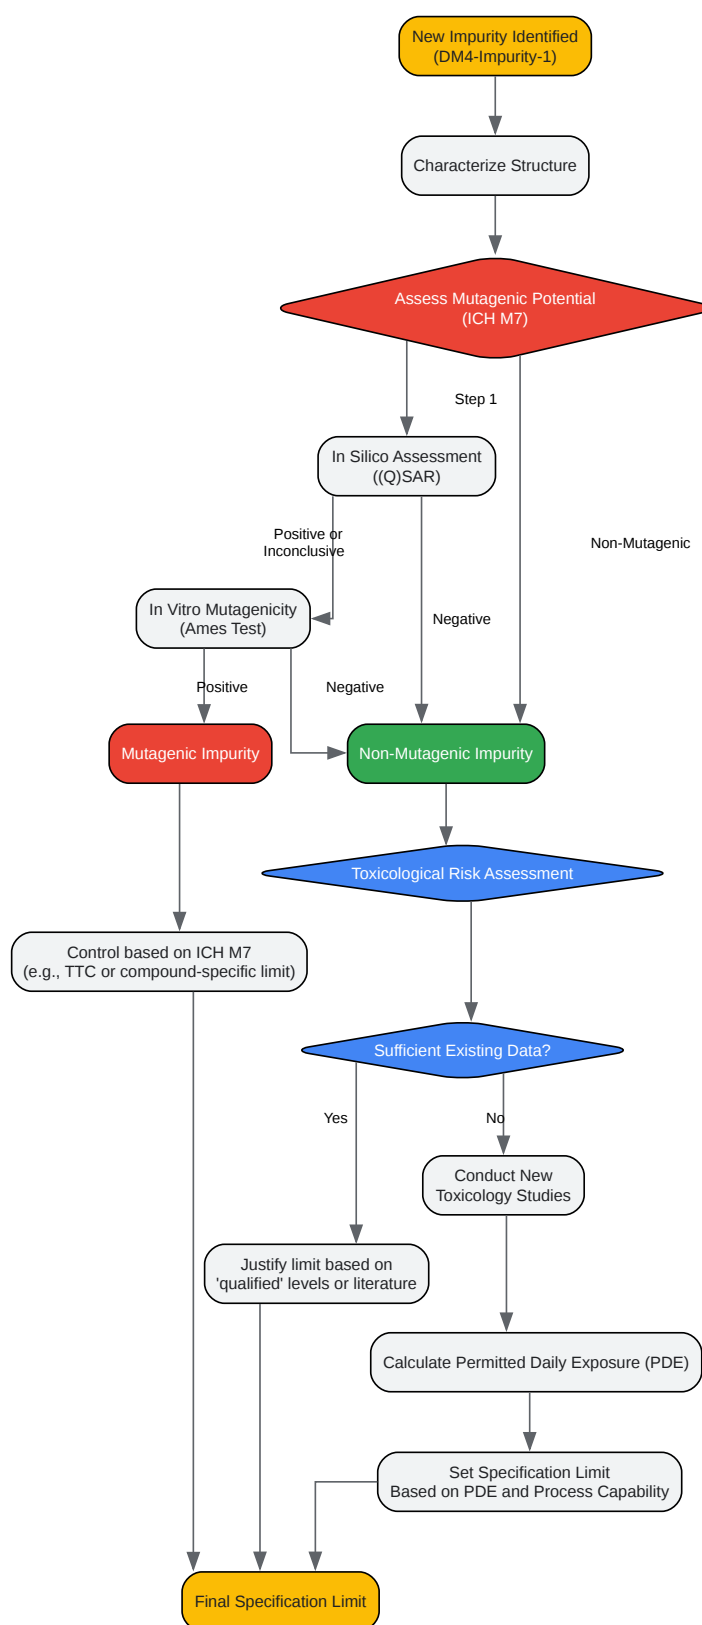 New Impurity Identified
(DM4-Impurity-1)
Characterize Structure
Assess Mutagenic Potential
(ICH M7)
Step 1
In Silico Assessment
((Q)SAR)
Positive or
Inconclusive
Non-Mutagenic
In Vitro Mutagenicity
(Ames Test)
Negative
Positive
Negative
Mutagenic Impurity
Non-Mutagenic Impurity
Toxicological Risk Assessment
Control based on ICH M7
(e.g., TTC or compound-specific limit)
Sufficient Existing Data?
Yes
No
Conduct New
Toxicology Studies
Justify limit based on
'qualified' levels or literature
Calculate Permitted Daily Exposure (PDE)
Set Specification Limit
Based on PDE and Process Capability
Final Specification Limit